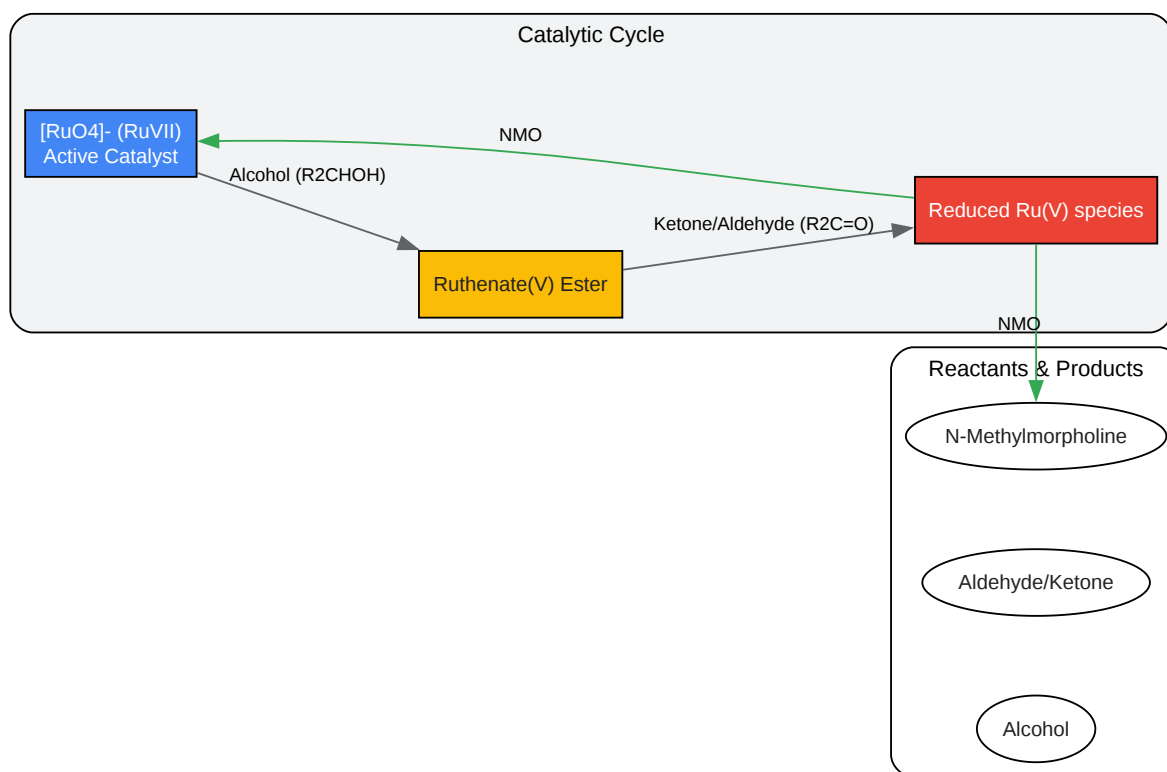 Catalytic Cycle
[RuO4]- (RuVII)
Active Catalyst
NMO
Alcohol (R2CHOH)
Ketone/Aldehyde (R2C=O)
Reduced Ru(V) species
Ruthenate(V) Ester
NMO
Reactants & Products
N-Methylmorpholine
Aldehyde/Ketone
Alcohol